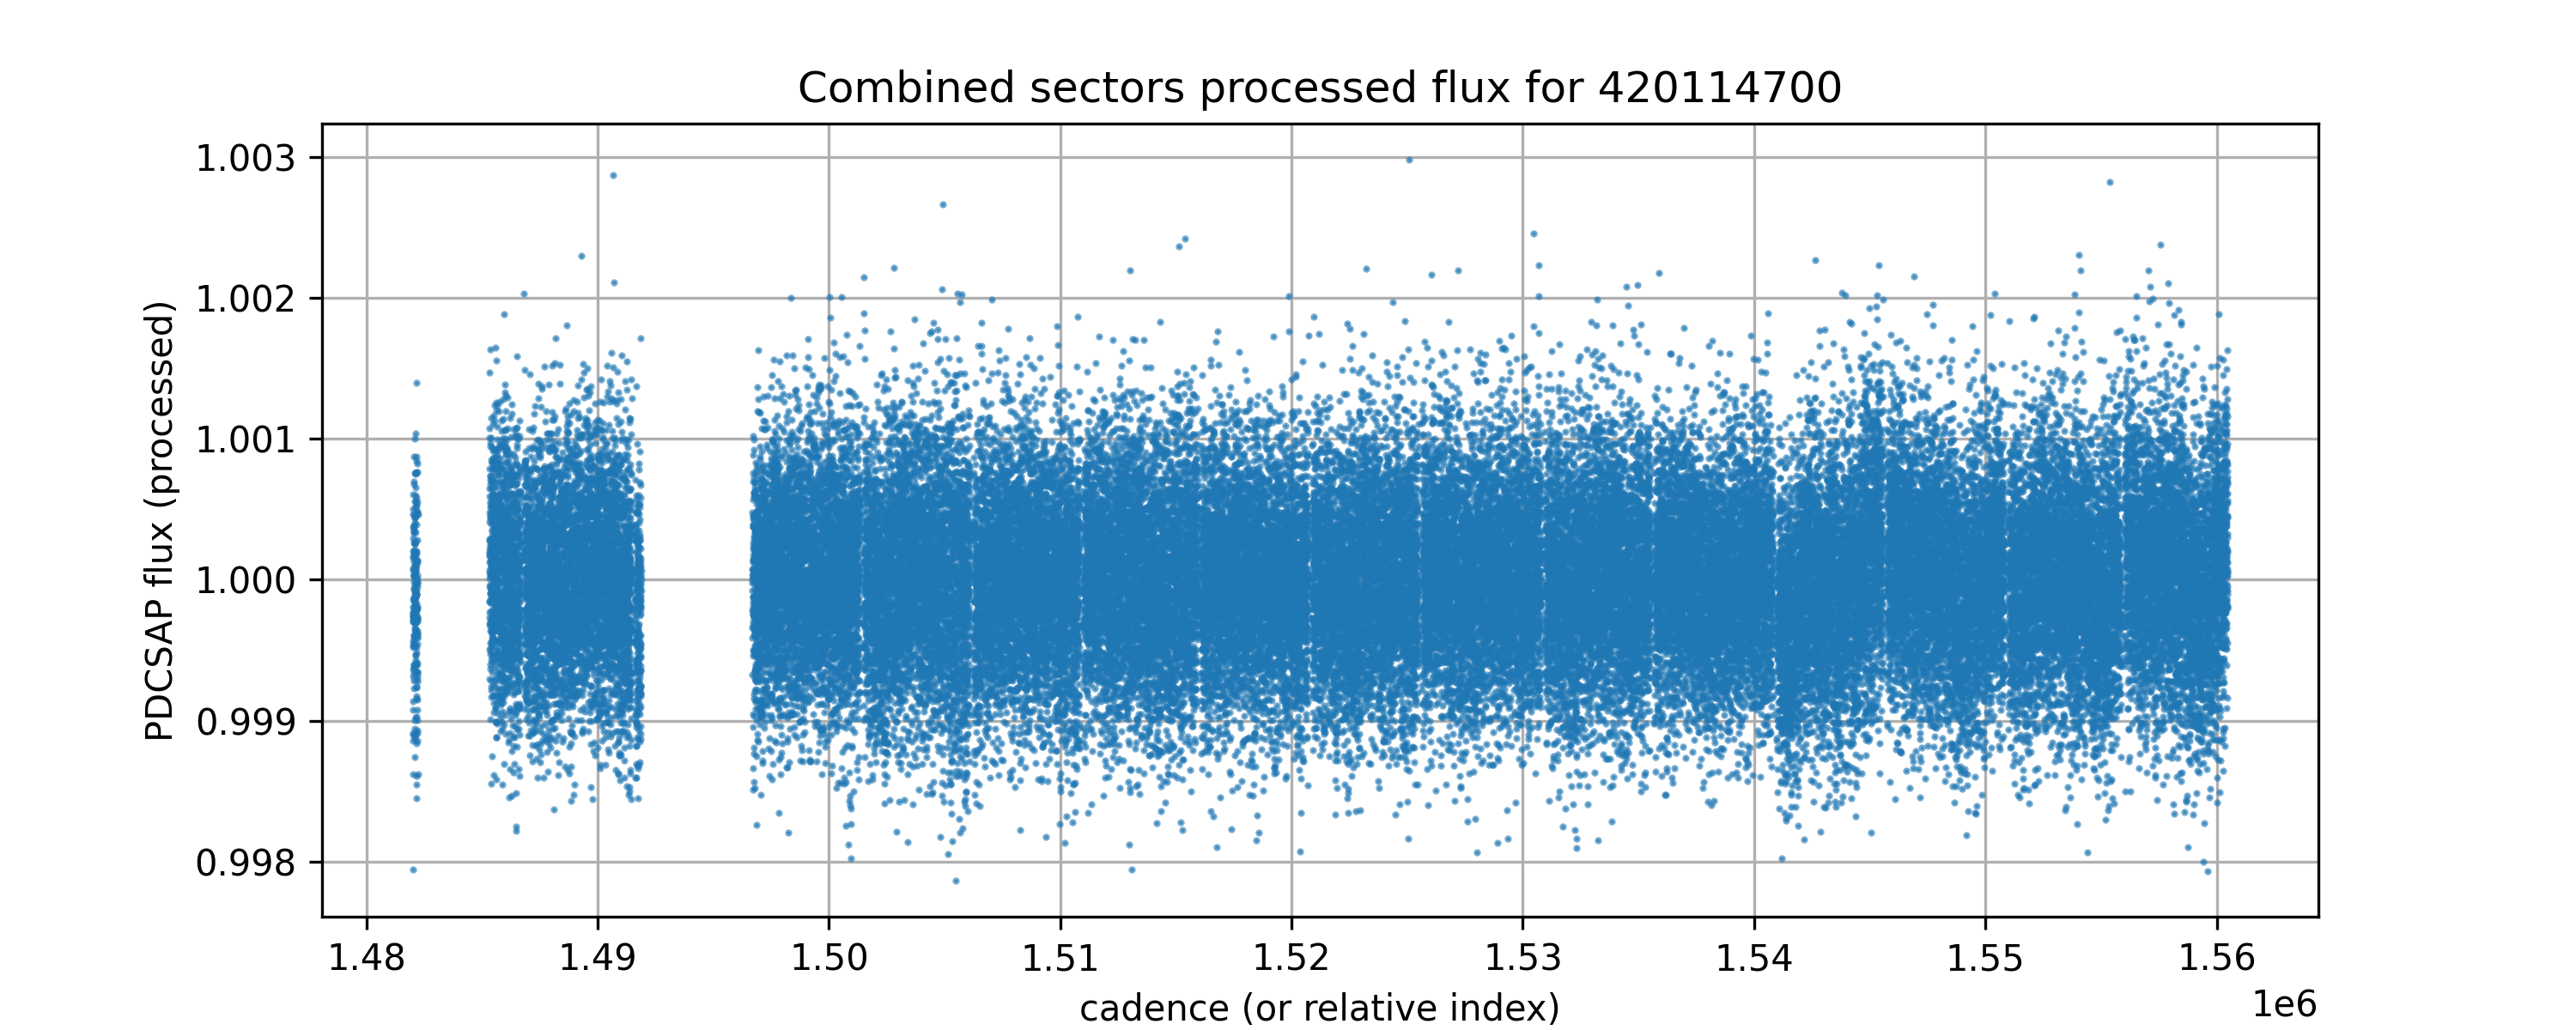 Combined sectors processed flux for 420114700
PDCSAP flux (processed)
1.003
1.002
1.001
1.000
0.999
0.998
1.48 1.49 1.50 1.51 1.52 1.53 1.54 1.55 1.56
1e6
cadence (or relative index)